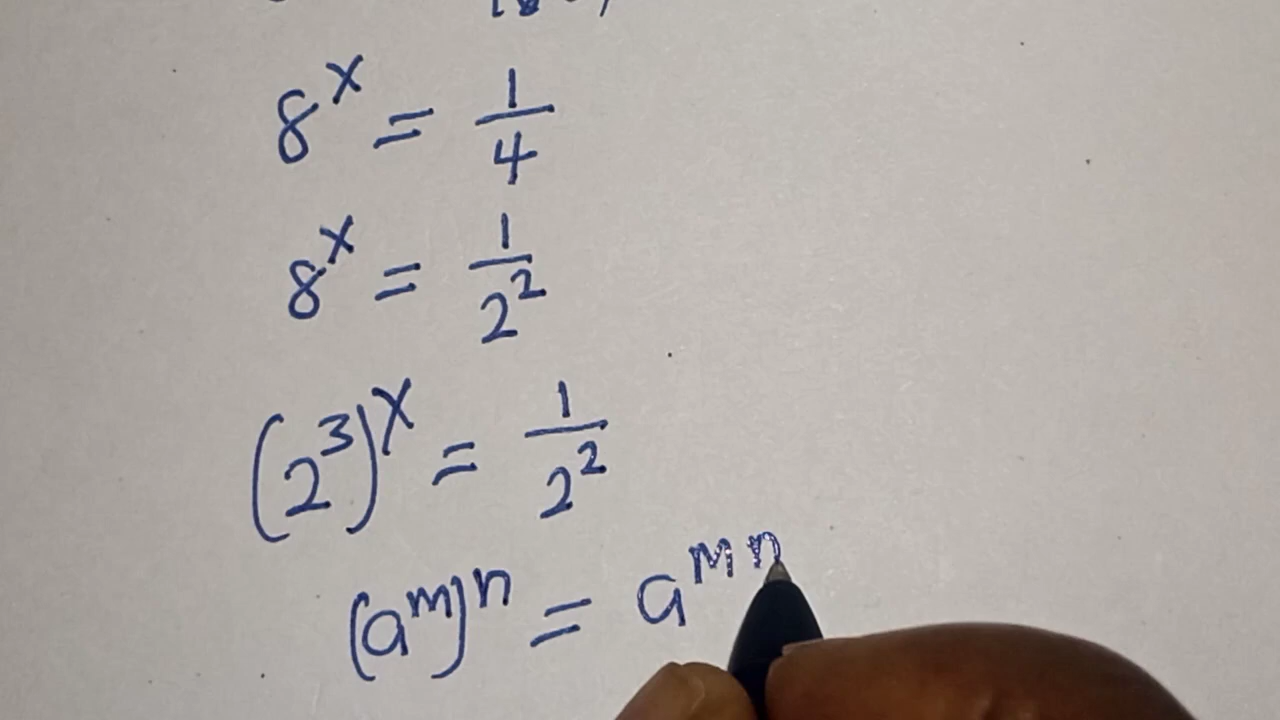 8^x = 1/4
8^x = 1/2^2
(2^3)^x = 1/2^2
(a^m)^n = a^mn